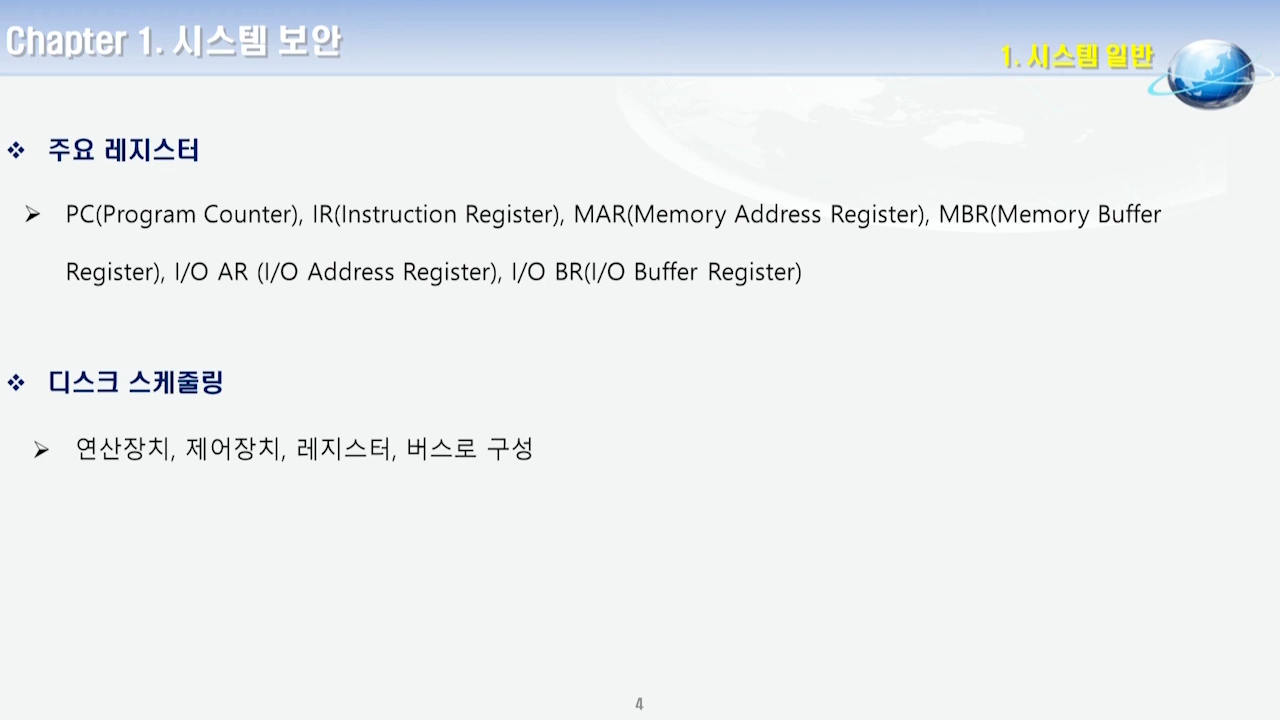 Chapter 1. 시스템 보안
1. 시스템 일반
❖ 주요 레지스터
➢ PC(Program Counter), IR(Instruction Register), MAR(Memory Address Register), MBR(Memory Buffer
Register), I/O AR (I/O Address Register), I/O BR(I/O Buffer Register)
❖ 디스크 스케줄링
➢ 연산장치, 제어장치, 레지스터, 버스로 구성
4